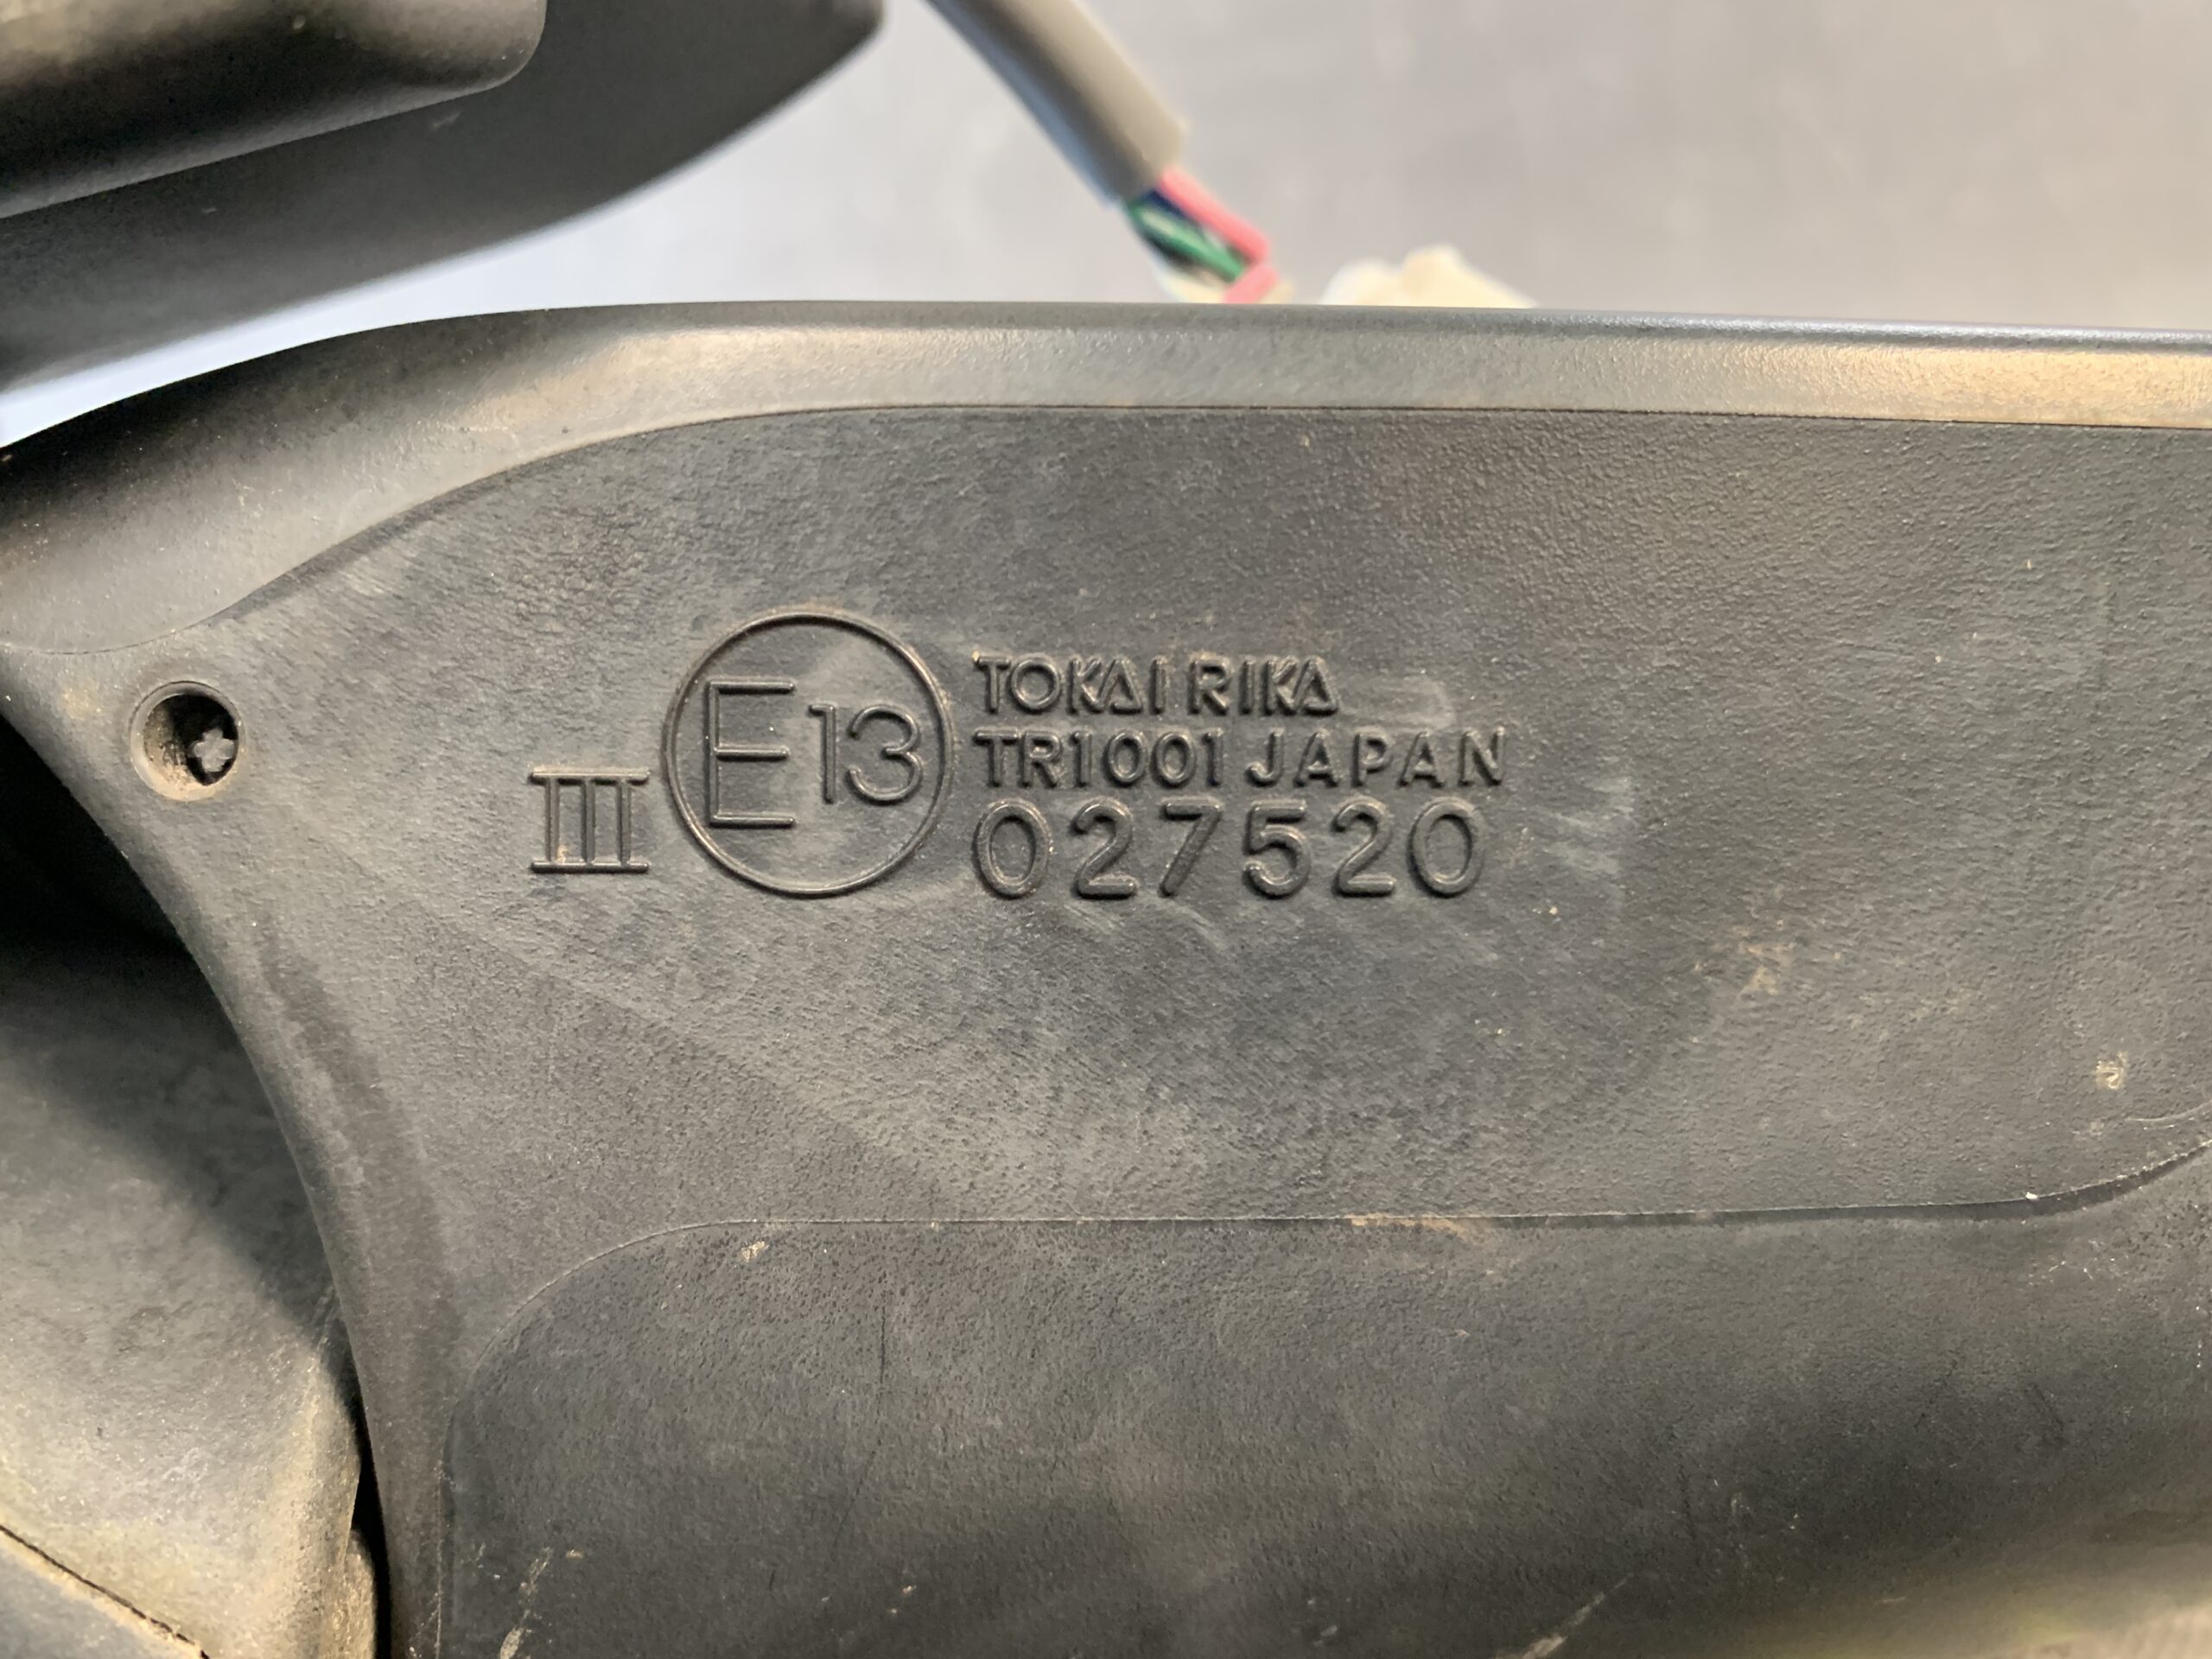 III E13
TOKAI RIKA
TR1001 JAPAN
027520